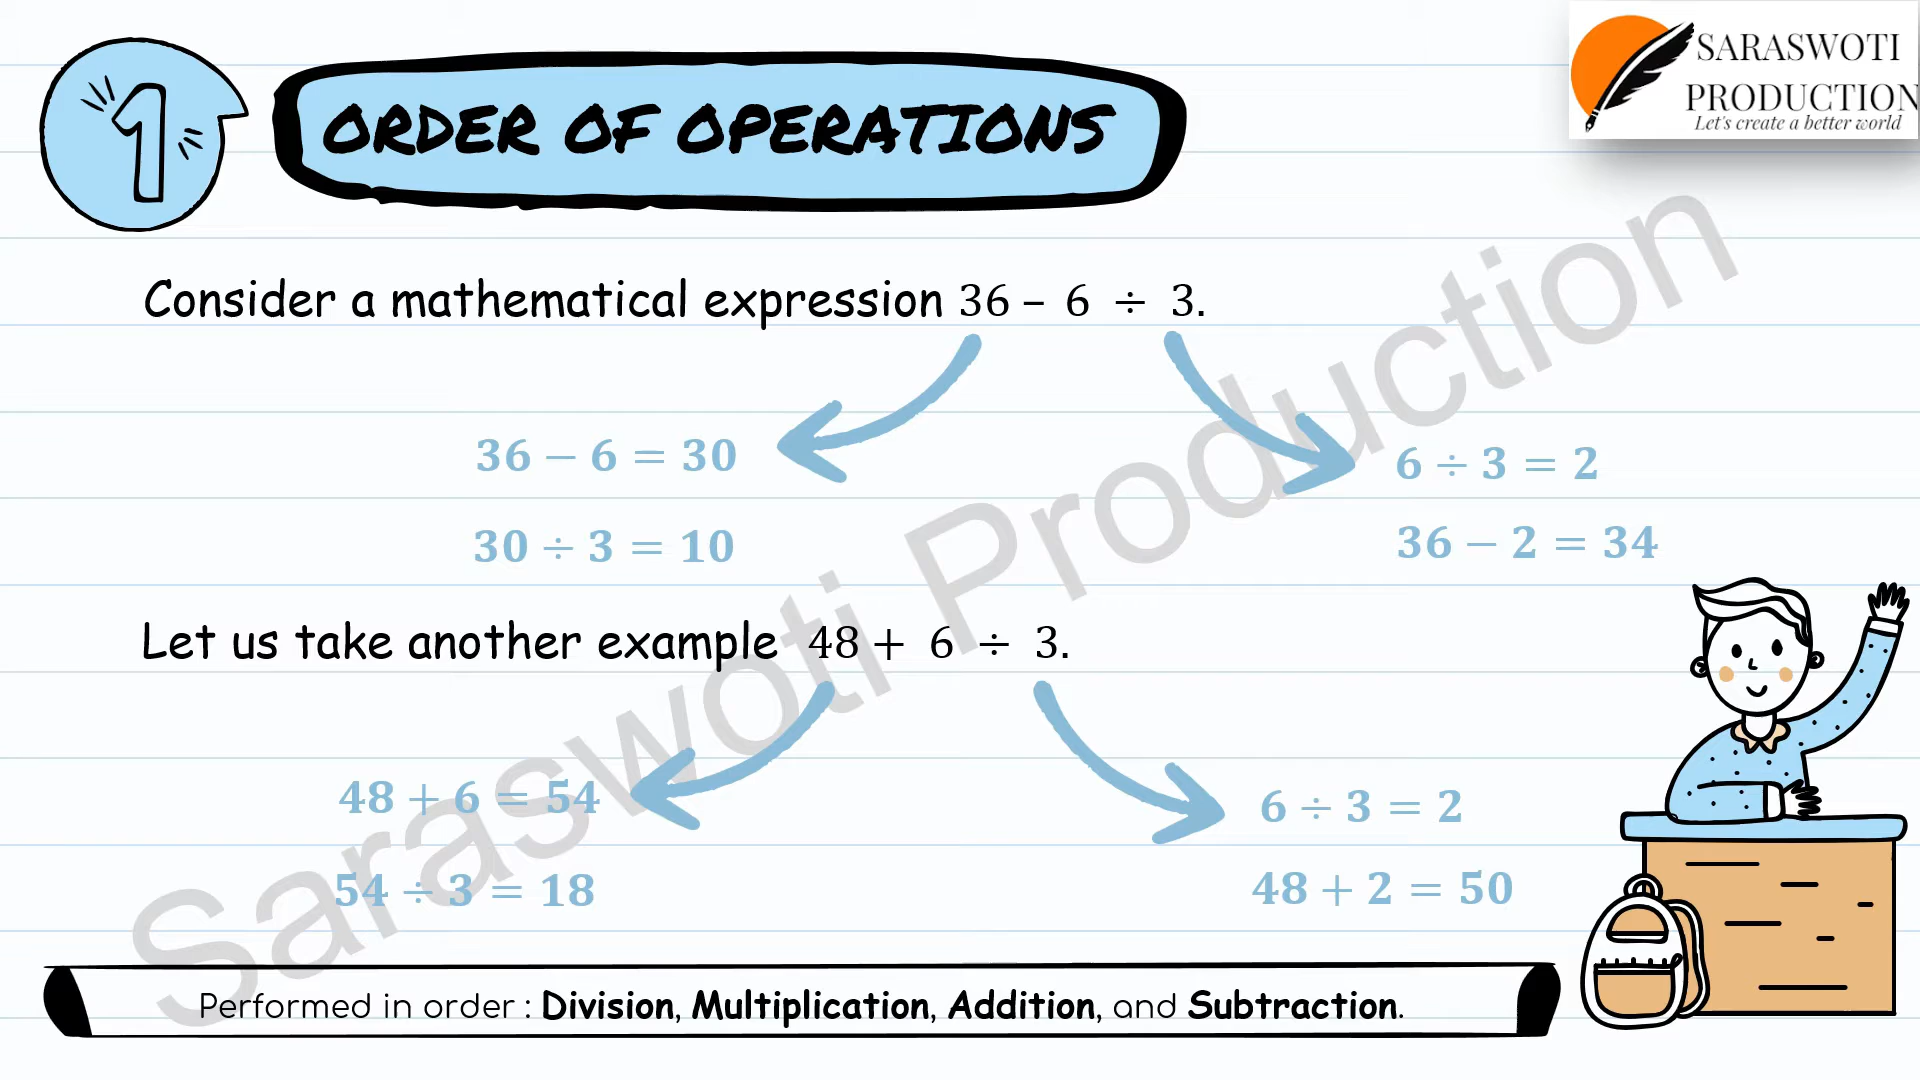 1
ORDER OF OPERATIONS
SARASWOTI
PRODUCTION
Let's create a better world
Consider a mathematical expression 36 – 6 ÷ 3.
36 − 6 = 30
6 ÷ 3 = 2
30 ÷ 3 = 10
36 − 2 = 34
Let us take another example 48 + 6 ÷ 3.
48 + 6 = 54
6 ÷ 3 = 2
54 ÷ 3 = 18
48 + 2 = 50
Performed in order : Division, Multiplication, Addition, and Subtraction.
Saraswoti Production